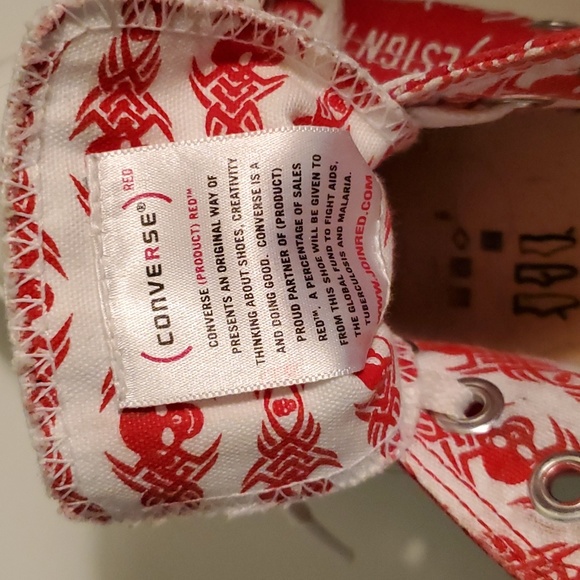 (CONVERSE®) RED
CONVERSE (PRODUCT) RED™
PRESENTS AN ORIGINAL WAY OF
THINKING ABOUT SHOES, CREATIVITY
AND DOING GOOD. CONVERSE IS A
PROUD PARTNER OF (PRODUCT)
RED™. A PERCENTAGE OF SALES
FROM THIS SHOE WILL BE GIVEN TO
THE GLOBAL FUND TO FIGHT AIDS,
TUBERCULOSIS AND MALARIA.
WWW.JOINRED.COM